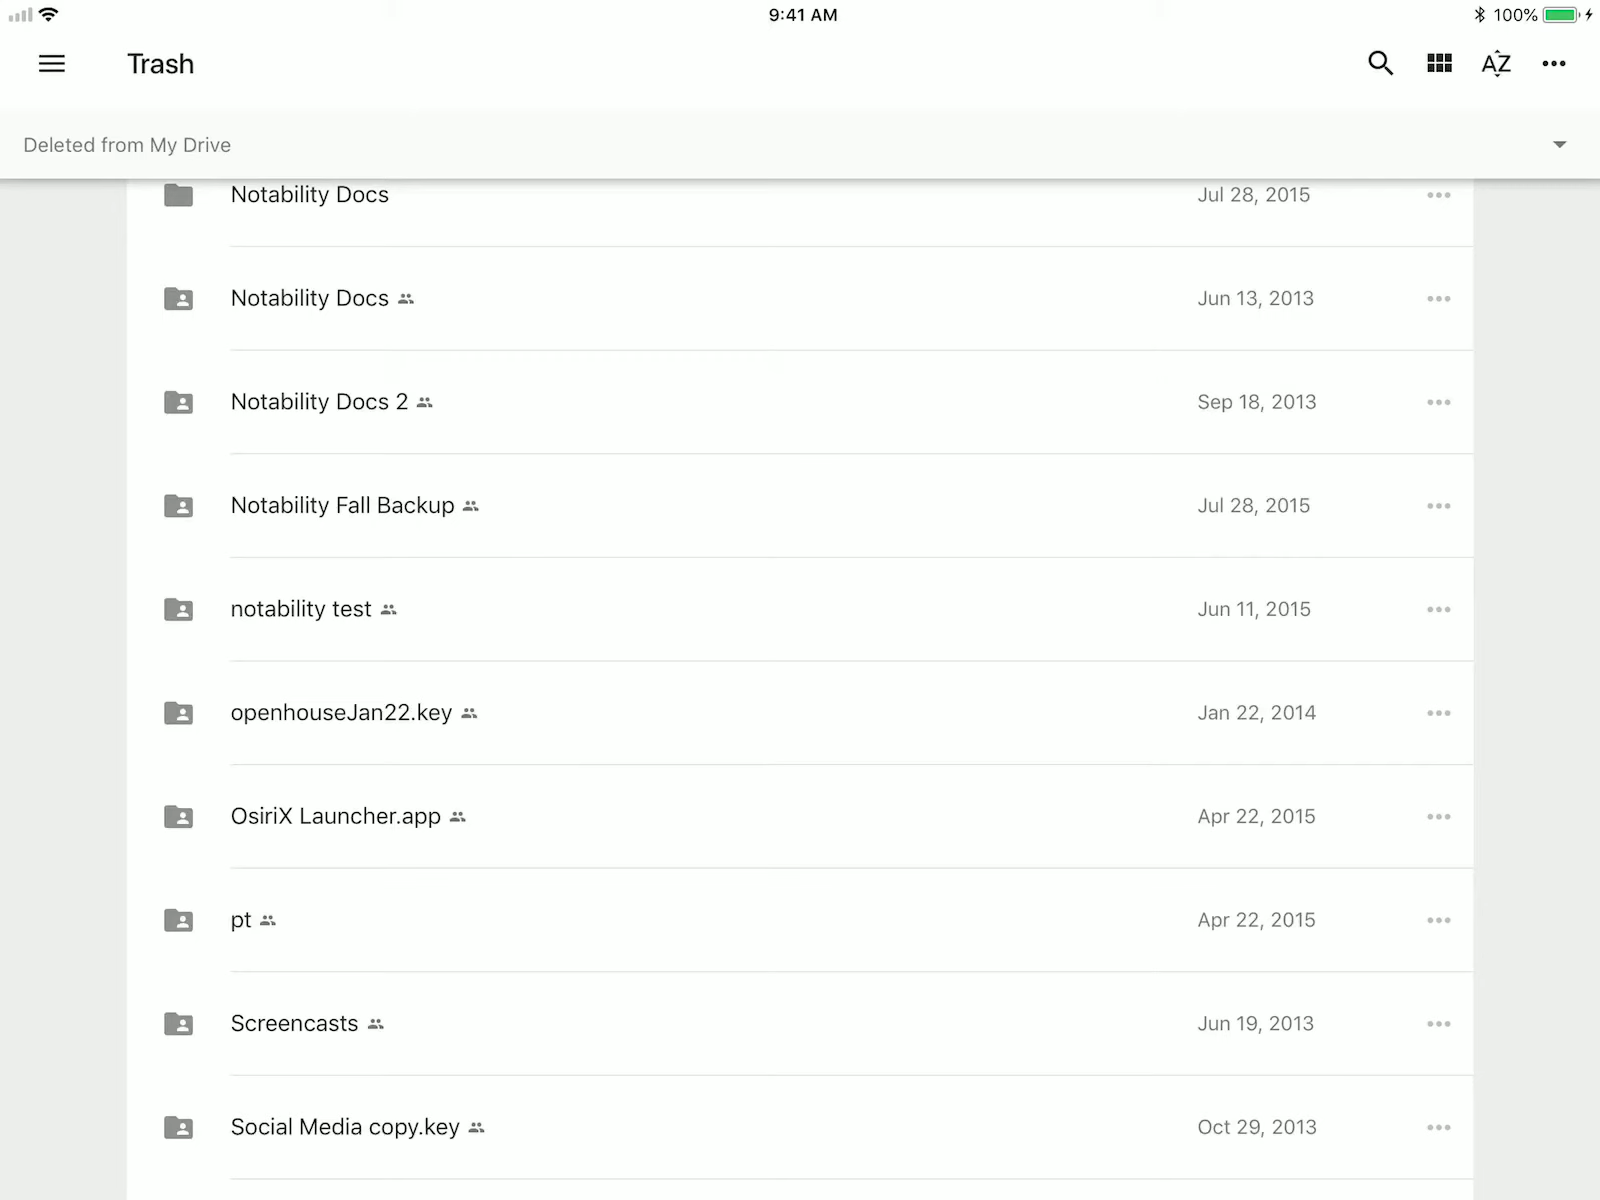 9:41 AM
100%
Trash
AZ
Deleted from My Drive
Notability Docs Jul 28, 2015
Notability Docs Jun 13, 2013
Notability Docs 2 Sep 18, 2013
Notability Fall Backup Jul 28, 2015
notability test Jun 11, 2015
openhouseJan22.key Jan 22, 2014
OsiriX Launcher.app Apr 22, 2015
pt Apr 22, 2015
Screencasts Jun 19, 2013
Social Media copy.key Oct 29, 2013